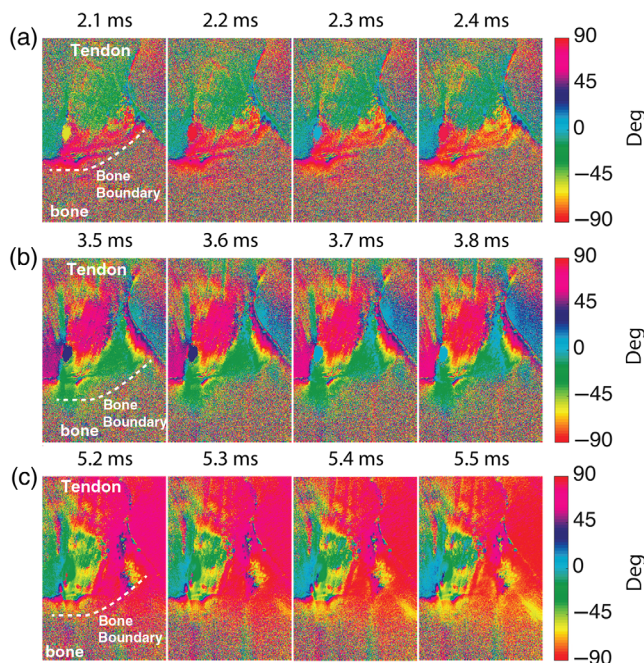 2.1 ms 2.2 ms 2.3 ms 2.4 ms
(a)
Tendon
Bone
Boundary
bone
90
45
0
−45
−90
Deg
3.5 ms 3.6 ms 3.7 ms 3.8 ms
(b)
Tendon
Bone
Boundary
bone
90
45
0
−45
−90
Deg
5.2 ms 5.3 ms 5.4 ms 5.5 ms
(c)
Tendon
Bone
Boundary
bone
90
45
0
−45
−90
Deg